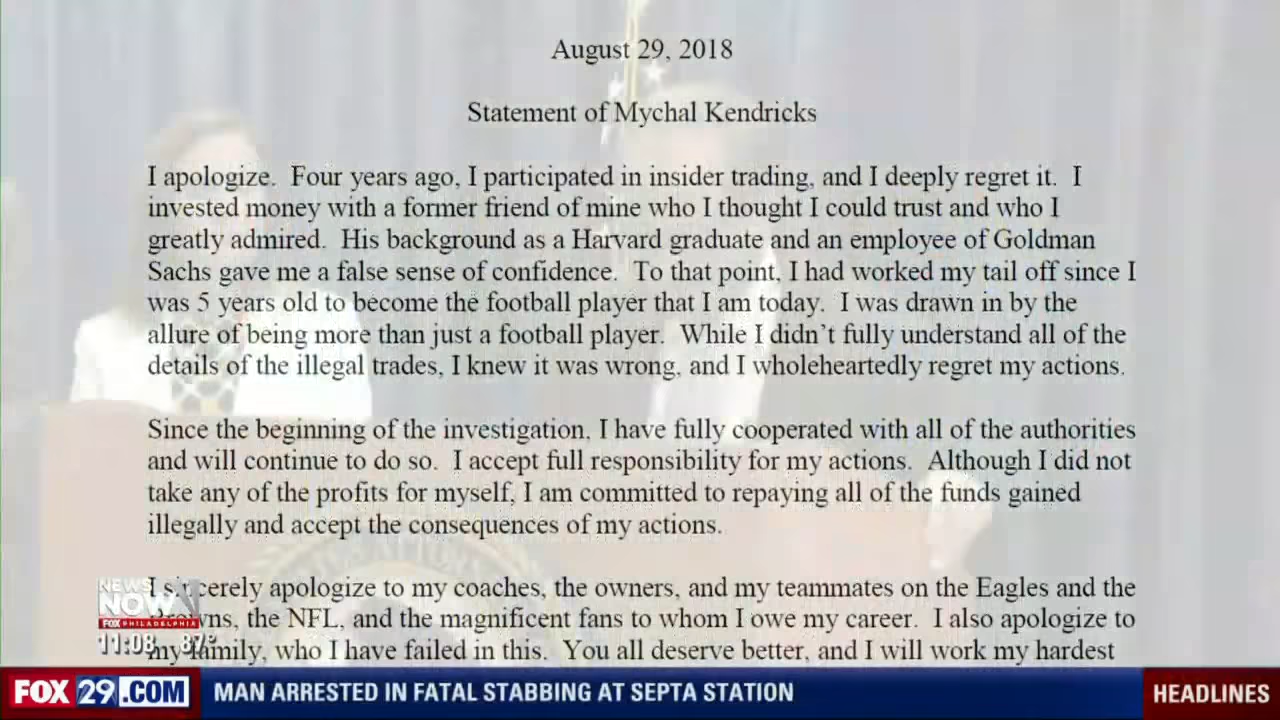 August 29, 2018
Statement of Mychal Kendricks
I apologize. Four years ago, I participated in insider trading, and I deeply regret it. I
invested money with a former friend of mine who I thought I could trust and who I
greatly admired. His background as a Harvard graduate and an employee of Goldman
Sachs gave me a false sense of confidence. To that point, I had worked my tail off since I
was 5 years old to become the football player that I am today. I was drawn in by the
allure of being more than just a football player. While I didn't fully understand all of the
details of the illegal trades, I knew it was wrong, and I wholeheartedly regret my actions.
Since the beginning of the investigation, I have fully cooperated with all of the authorities
and will continue to do so. I accept full responsibility for my actions. Although I did not
take any of the profits for myself, I am committed to repaying all of the funds gained
illegally and accept the consequences of my actions.
I sincerely apologize to my coaches, the owners, and my teammates on the Eagles and the
Browns, the NFL, and the magnificent fans to whom I owe my career. I also apologize to
my family, who I have failed in this. You all deserve better, and I will work my hardest
NEWS
NOW
FOX PHILADELPHIA
11:08 87°
FOX 29.COM MAN ARRESTED IN FATAL STABBING AT SEPTA STATION HEADLINES